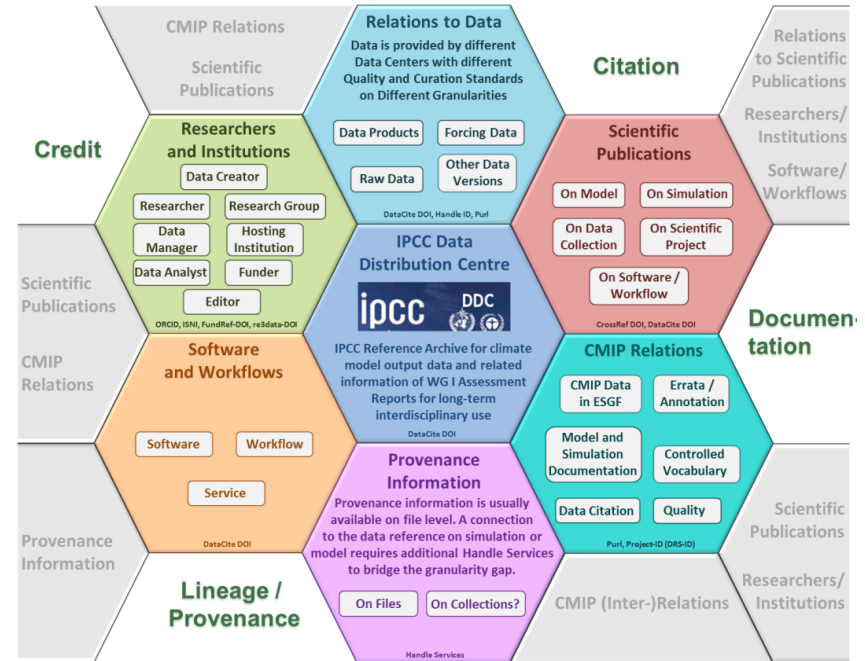 CMIP Relations
Scientific
Publications
Relations to Data
Data is provided by different
Data Centers with different
Quality and Curation Standards
on Different Granularities
Data Products
Forcing Data
Raw Data
Other Data
Versions
DataCite DOI, Handle ID, Purl
Citation
Relations
to Scientific
Publications
Researchers/
Institutions
Software/
Workflows
Credit
Researchers
and Institutions
Data Creator
Researcher
Research Group
Data
Manager
Hosting
Institution
Data Analyst
Funder
Editor
ORCID, ISNI, FundRef-DOI, re3data-DOI
Scientific
Publications
On Model
On Simulation
On Data
Collection
On Scientific
Project
On Software /
Workflow
CrossRef DOI, DataCite DOI
IPCC Data
Distribution Centre
ipcc
DDC
IPCC Reference Archive for climate
model output data and related
information of WG I Assessment
Reports for long-term
interdisciplinary use
DataCite DOI
Scientific
Publications
CMIP
Relations
Documen-
tation
Software
and Workflows
Software
Workflow
Service
DataCite DOI
CMIP Relations
CMIP Data
in ESGF
Errata /
Annotation
Model and
Simulation
Documentation
Controlled
Vocabulary
Data Citation
Quality
Purl, Project-ID (DRS-ID)
Provenance
Information
Provenance information is usually
available on file level. A connection
to the data reference on simulation or
model requires additional Handle Services
to bridge the granularity gap.
On Files
On Collections?
Handle Services
Provenance
Information
Lineage /
Provenance
CMIP (Inter-)Relations
Scientific
Publications
Researchers/
Institutions